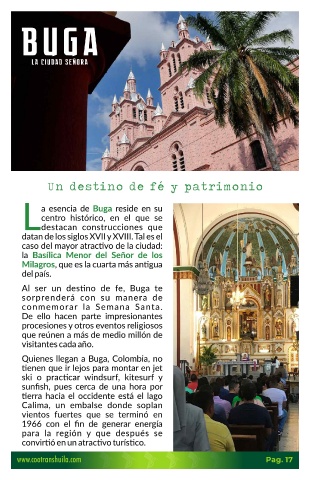 BUGA
LA CIUDAD SEÑORA
Un destino de fé y patrimonio
La esencia de Buga reside en su
centro histórico, en el que se
destacan construcciones que
datan de los siglos XVII y XVIII. Tal es el
caso del mayor atractivo de la ciudad:
la Basílica Menor del Señor de los
Milagros, que es la cuarta más antigua
del país.
Al ser un destino de fe, Buga te
sorprenderá con su manera de
conmemorar la Semana Santa.
De ello hacen parte impresionantes
procesiones y otros eventos religiosos
que reúnen a más de medio millón de
visitantes cada año.
Quienes llegan a Buga, Colombia, no
tienen que ir lejos para montar en jet
ski o practicar windsurf, kitesurf y
sunfish, pues cerca de una hora por
tierra hacia el occidente está el lago
Calima, un embalse donde soplan
vientos fuertes que se terminó en
1966 con el fin de generar energía
para la región y que después se
convirtió en un atractivo turístico.
www.cootranshuila.com
Pag. 17